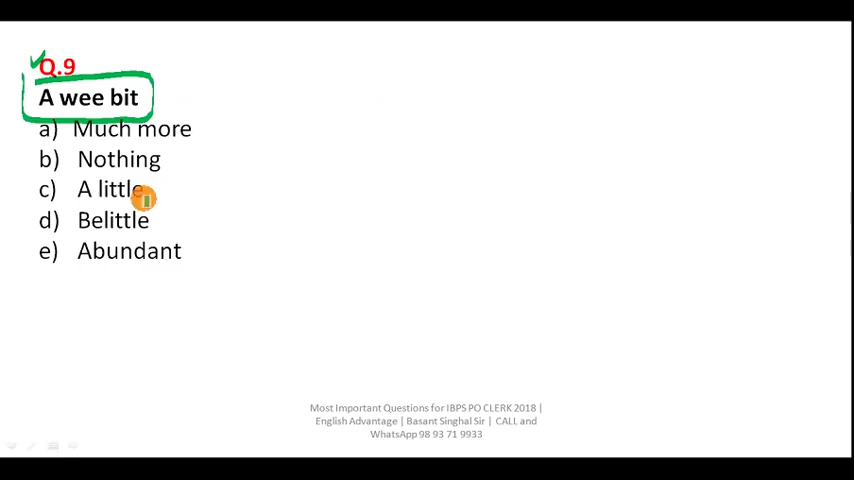 Q.9
A wee bit
a) Much more
b) Nothing
c) A little
d) Belittle
e) Abundant
Most Important Questions for IBPS PO CLERK 2018 |
English Advantage | Basant Singhal Sir | CALL and
WhatsApp 98 93 71 9933